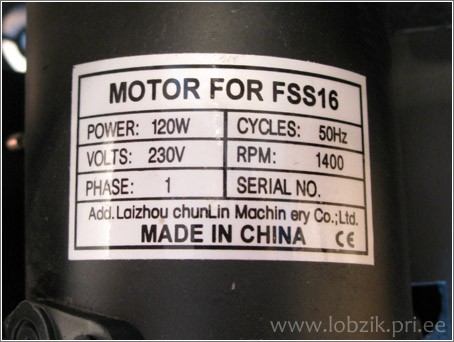 MOTOR FOR FSS16
POWER: 120W CYCLES: 50Hz
VOLTS: 230V RPM: 1400
PHASE: 1 SERIAL NO.
Add. Laizhou chunLin Machin ery Co.;Ltd.
MADE IN CHINA CE
www.lobzik.pri.ee